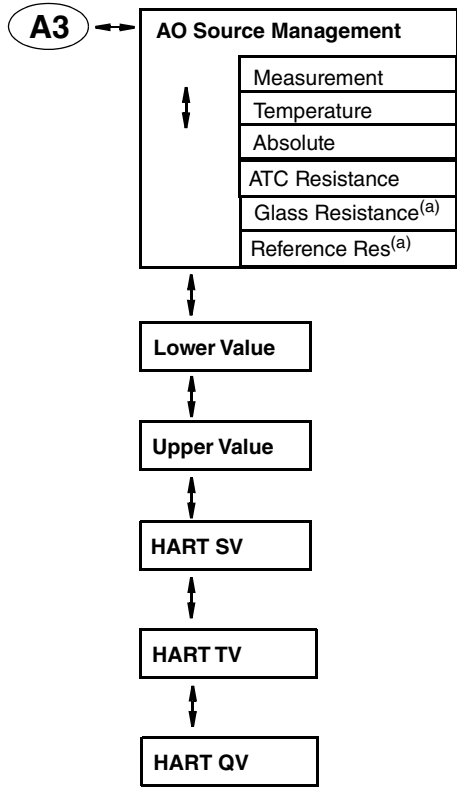 A3
AO Source Management
Measurement
Temperature
Absolute
ATC Resistance
Glass Resistance(a)
Reference Res(a)
Lower Value
Upper Value
HART SV
HART TV
HART QV